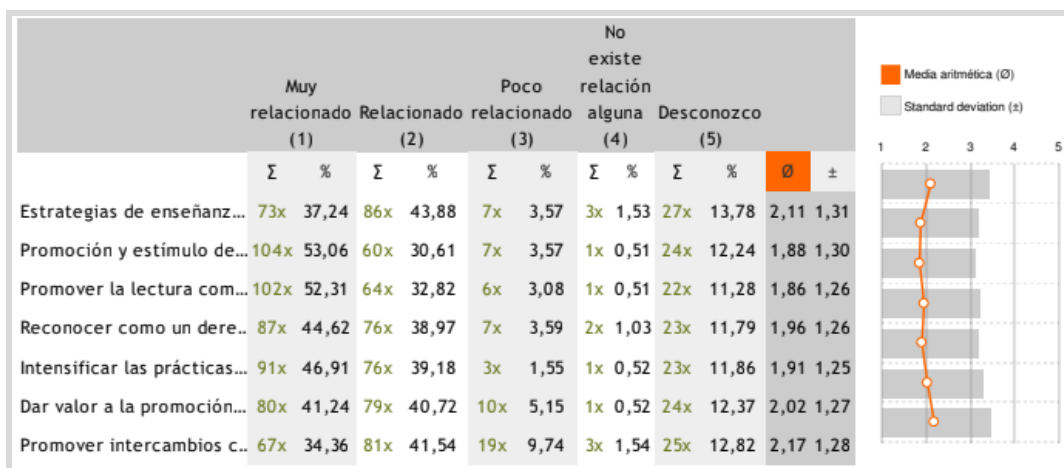 No
existe
Muy Poco relación
relacionado Relacionado relacionado alguna Desconozco
(1) (2) (3) (4) (5)
Σ % Σ % Σ % Σ % Σ % Ø ±
Estrategias de enseñanz... 73x 37,24 86x 43,88 7x 3,57 3x 1,53 27x 13,78 2,11 1,31
Promoción y estímulo de... 104x 53,06 60x 30,61 7x 3,57 1x 0,51 24x 12,24 1,88 1,30
Promover la lectura com... 102x 52,31 64x 32,82 6x 3,08 1x 0,51 22x 11,28 1,86 1,26
Reconocer como un dere... 87x 44,62 76x 38,97 7x 3,59 2x 1,03 23x 11,79 1,96 1,26
Intensificar las prácticas... 91x 46,91 76x 39,18 3x 1,55 1x 0,52 23x 11,86 1,91 1,25
Dar valor a la promoción... 80x 41,24 79x 40,72 10x 5,15 1x 0,52 24x 12,37 2,02 1,27
Promover intercambios c... 67x 34,36 81x 41,54 19x 9,74 3x 1,54 25x 12,82 2,17 1,28
Media aritmética (Ø)
Standard deviation (±)
1 2 3 4 5